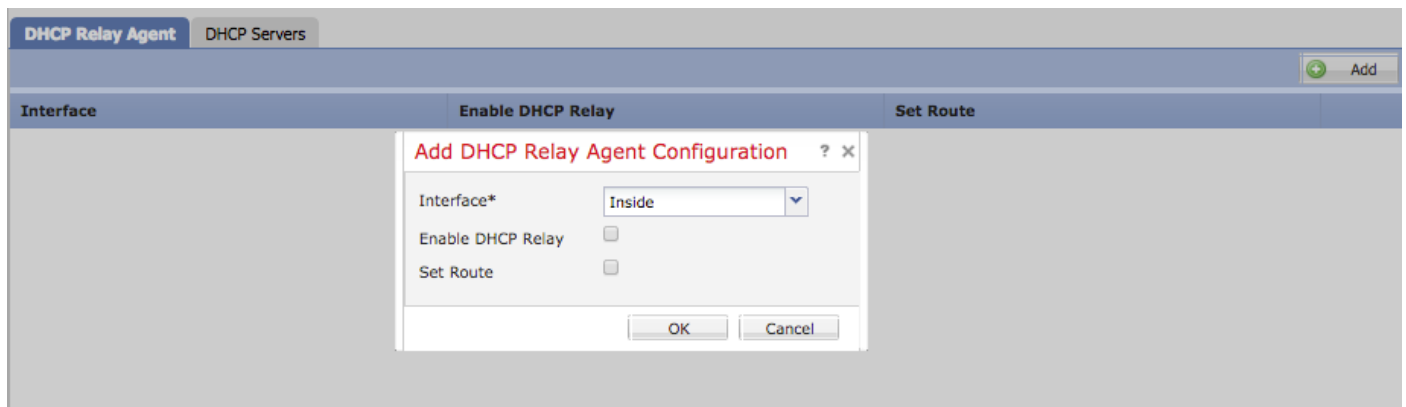 DHCP Relay Agent DHCP Servers
Add
Interface Enable DHCP Relay Set Route
Add DHCP Relay Agent Configuration ? ×
Interface* Inside
Enable DHCP Relay
Set Route
OK Cancel